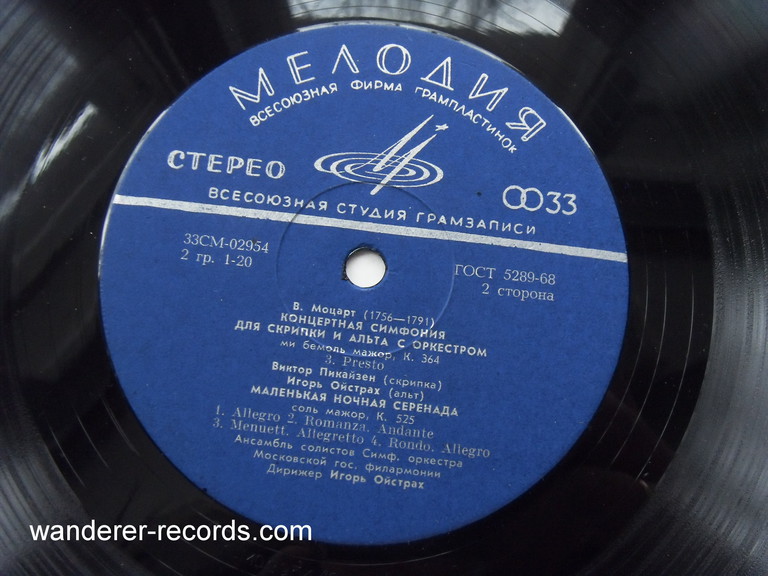 МЕЛОДИЯ
ВСЕСОЮЗНАЯ ФИРМА ГРАМПЛАСТИНОК
СТЕРЕО
33
ВСЕСОЮЗНАЯ СТУДИЯ ГРАМЗАПИСИ
33СМ-02954
2 гр. 1-20
ГОСТ 5289-68
2 сторона
В. Моцарт (1756—1791)
КОНЦЕРТНАЯ СИМФОНИЯ
ДЛЯ СКРИПКИ И АЛЬТА С ОРКЕСТРОМ
ми бемоль мажор, К. 364
3. Presto
Виктор Пикайзен (скрипка)
Игорь Ойстрах (альт)
МАЛЕНЬКАЯ НОЧНАЯ СЕРЕНАДА
соль мажор, К. 525
1. Allegro 2. Romanza. Andante
3. Menuett. Allegretto 4. Rondo. Allegro
Ансамбль солистов Симф. оркестра
Московской гос. филармонии
Дирижер Игорь Ойстрах
wanderer-records.com